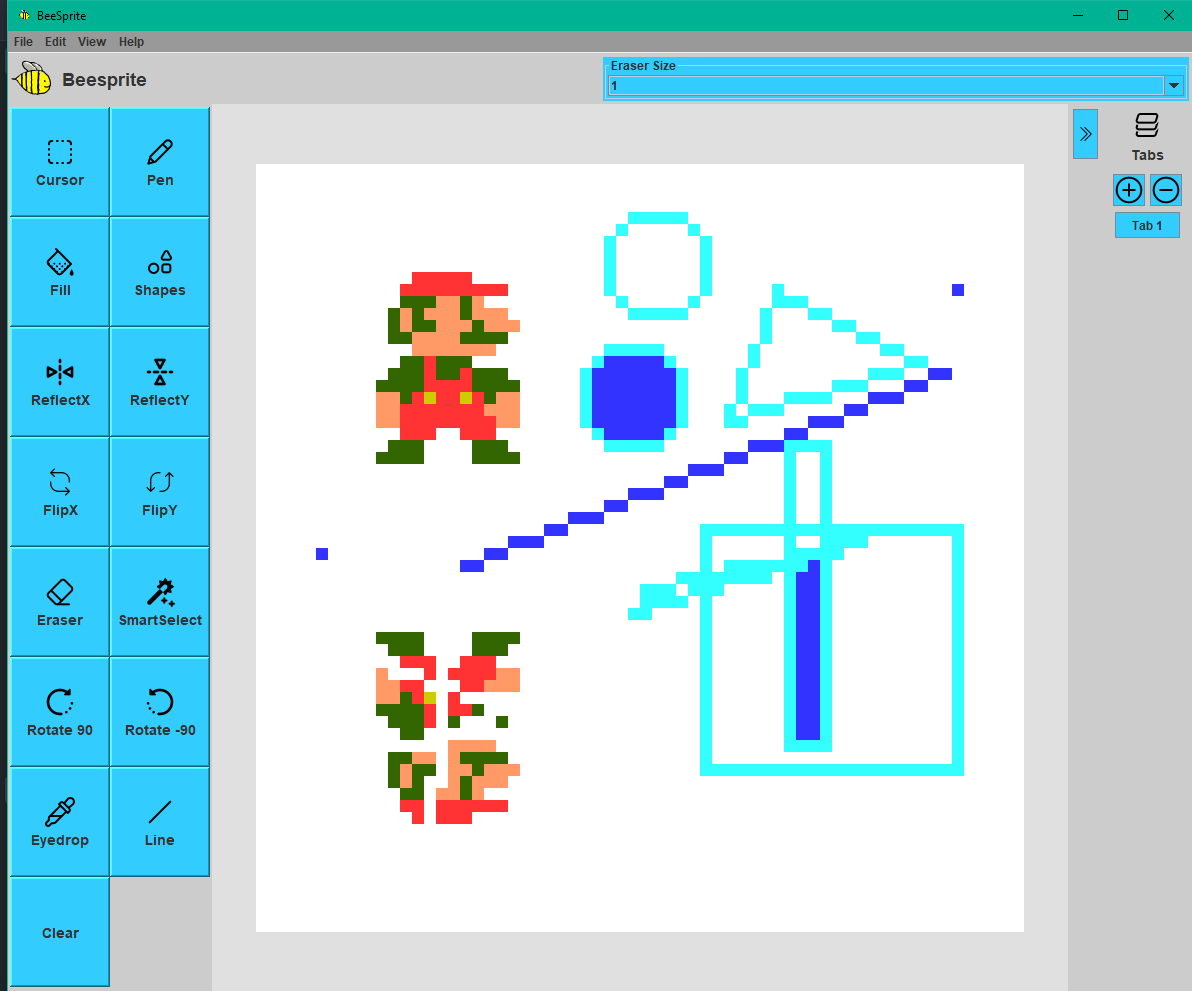 BeeSprite
File Edit View Help
Beesprite
Eraser Size
1
Cursor
Pen
Fill
Shapes
ReflectX
ReflectY
FlipX
FlipY
Eraser
SmartSelect
Rotate 90
Rotate -90
Eyedrop
Line
Clear
Tabs
Tab 1